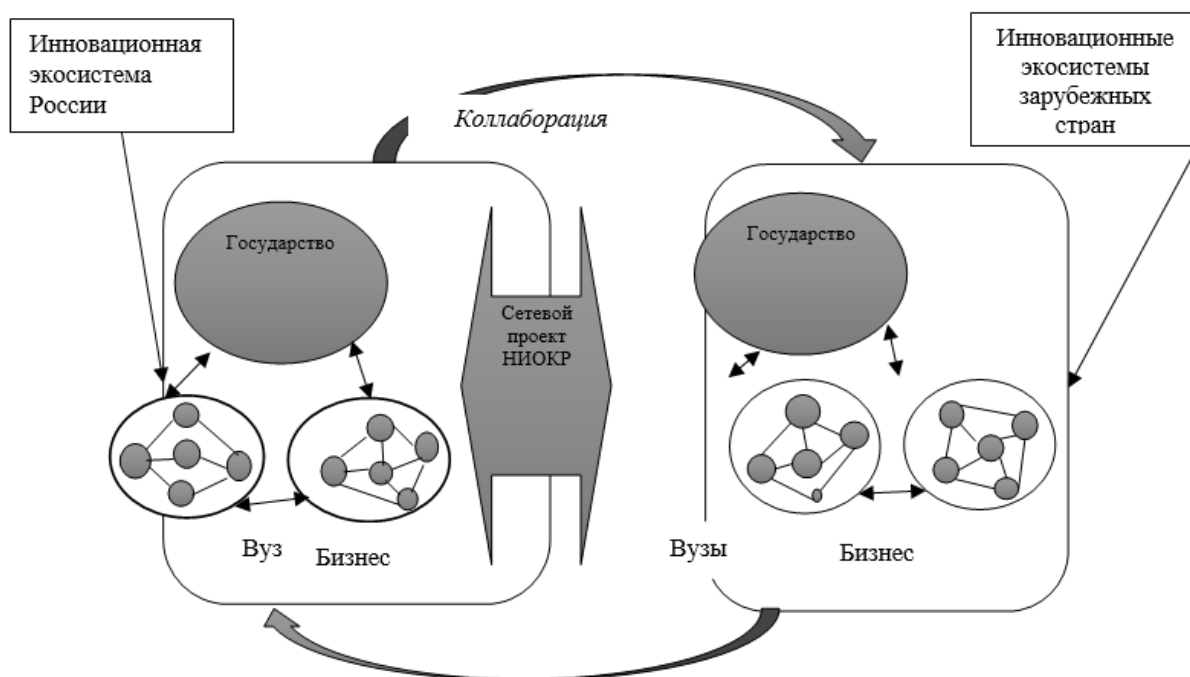 Инновационная
экосистема
России
Инновационные
экосистемы
зарубежных
стран
Коллаборация
Государство
Государство
Сетевой
проект
НИОКР
Вуз
Бизнес
Вузы
Бизнес